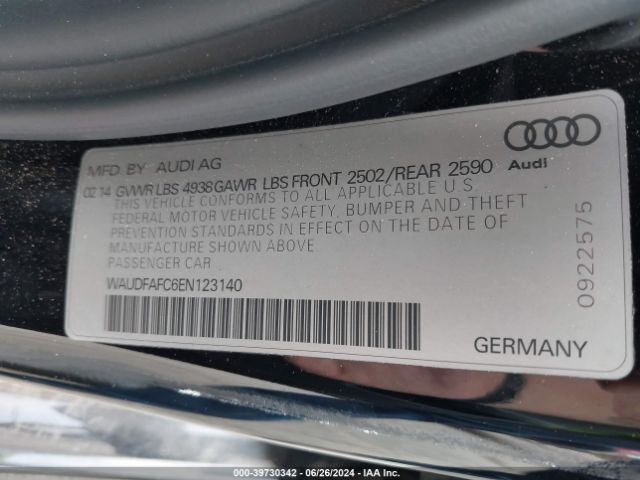 MFD. BY AUDI AG
02.14 GVWR LBS 4938 GAWR LBS FRONT 2502/REAR 2590
Audi
THIS VEHICLE CONFORMS TO ALL APPLICABLE U.S.
FEDERAL MOTOR VEHICLE SAFETY, BUMPER AND THEFT
PREVENTION STANDARDS IN EFFECT ON THE DATE OF
MANUFACTURE SHOWN ABOVE
PASSENGER CAR
WAUDFAFC6EN123140
GERMANY
0922575
000-39730342 | 06/26/2024 | IAA Inc.